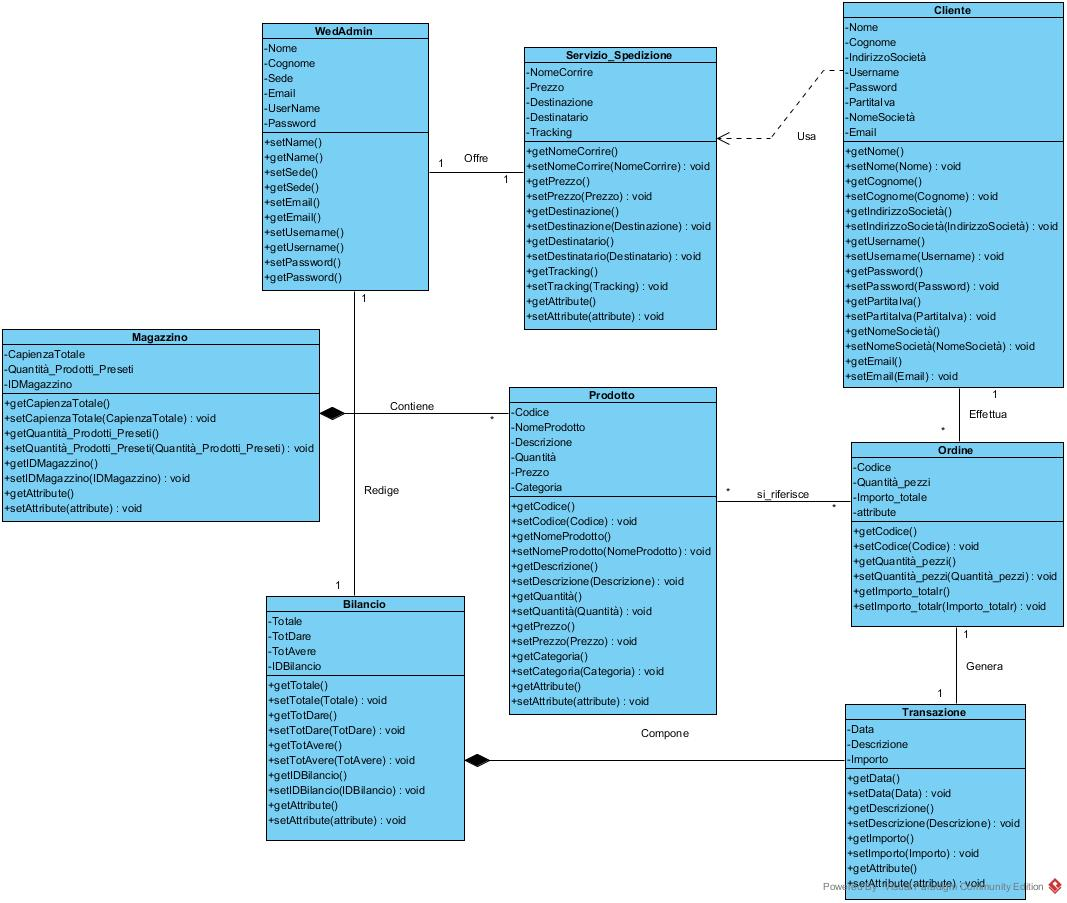 WedAdmin
-Nome
-Cognome
-Sede
-Email
-UserName
-Password
+setName()
+getName()
+setSede()
+getSede()
+setEmail()
+getEmail()
+setUsername()
+getUsername()
+setPassword()
+getPassword()
1
Offre
1
Servizio_Spedizione
-NomeCorrire
-Prezzo
-Destinazione
-Destinatario
-Tracking
+getNomeCorrire()
+setNomeCorrire(NomeCorrire) : void
+getPrezzo()
+setPrezzo(Prezzo) : void
+getDestinazione()
+setDestinazione(Destinazione) : void
+getDestinatario()
+setDestinatario(Destinatario) : void
+getTracking()
+setTracking(Tracking) : void
+getAttribute()
+setAttribute(attribute) : void
Usa
Cliente
-Nome
-Cognome
-IndirizzoSocietà
-Username
-Password
-PartitaIva
-NomeSocietà
-Email
+getNome()
+setNome(Nome) : void
+getCognome()
+setCognome(Cognome) : void
+getIndirizzoSocietà()
+setIndirizzoSocietà(IndirizzoSocietà) : void
+getUsername()
+setUsername(Username) : void
+getPassword()
+setPassword(Password) : void
+getPartitaIva()
+setPartitaIva(PartitaIva) : void
+getNomeSocietà()
+setNomeSocietà(NomeSocietà) : void
+getEmail()
+setEmail(Email) : void
1
Effettua
*
Magazzino
-CapienzaTotale
-Quantità_Prodotti_Preseti
-IDMagazzino
+getCapienzaTotale()
+setCapienzaTotale(CapienzaTotale) : void
+getQuantità_Prodotti_Preseti()
+setQuantità_Prodotti_Preseti(Quantità_Prodotti_Preseti) : void
+getIDMagazzino()
+setIDMagazzino(IDMagazzino) : void
+getAttribute()
+setAttribute(attribute) : void
Contiene
*
1
Redige
1
Prodotto
-Codice
-NomeProdotto
-Descrizione
-Quantità
-Prezzo
-Categoria
+getCodice()
+setCodice(Codice) : void
+getNomeProdotto()
+setNomeProdotto(NomeProdotto) : void
+getDescrizione()
+setDescrizione(Descrizione) : void
+getQuantità()
+setQuantità(Quantità) : void
+getPrezzo()
+setPrezzo(Prezzo) : void
+getCategoria()
+setCategoria(Categoria) : void
+getAttribute()
+setAttribute(attribute) : void
*
si_riferisce
*
Ordine
-Codice
-Quantità_pezzi
-Importo_totale
-attribute
+getCodice()
+setCodice(Codice) : void
+getQuantità_pezzi()
+setQuantità_pezzi(Quantità_pezzi) : void
+getImporto_totalr()
+setImporto_totalr(Importo_totalr) : void
1
Genera
1
Bilancio
-Totale
-TotDare
-TotAvere
-IDBilancio
+getTotale()
+setTotale(Totale) : void
+getTotDare()
+setTotDare(TotDare) : void
+getTotAvere()
+setTotAvere(TotAvere) : void
+getIDBilancio()
+setIDBilancio(IDBilancio) : void
+getAttribute()
+setAttribute(attribute) : void
Compone
Transazione
-Data
-Descrizione
-Importo
+getData()
+setData(Data) : void
+getDescrizione()
+setDescrizione(Descrizione) : void
+getImporto()
+setImporto(Importo) : void
+getAttribute()
+setAttribute(attribute) : void
Powered By Visual Paradigm Community Edition